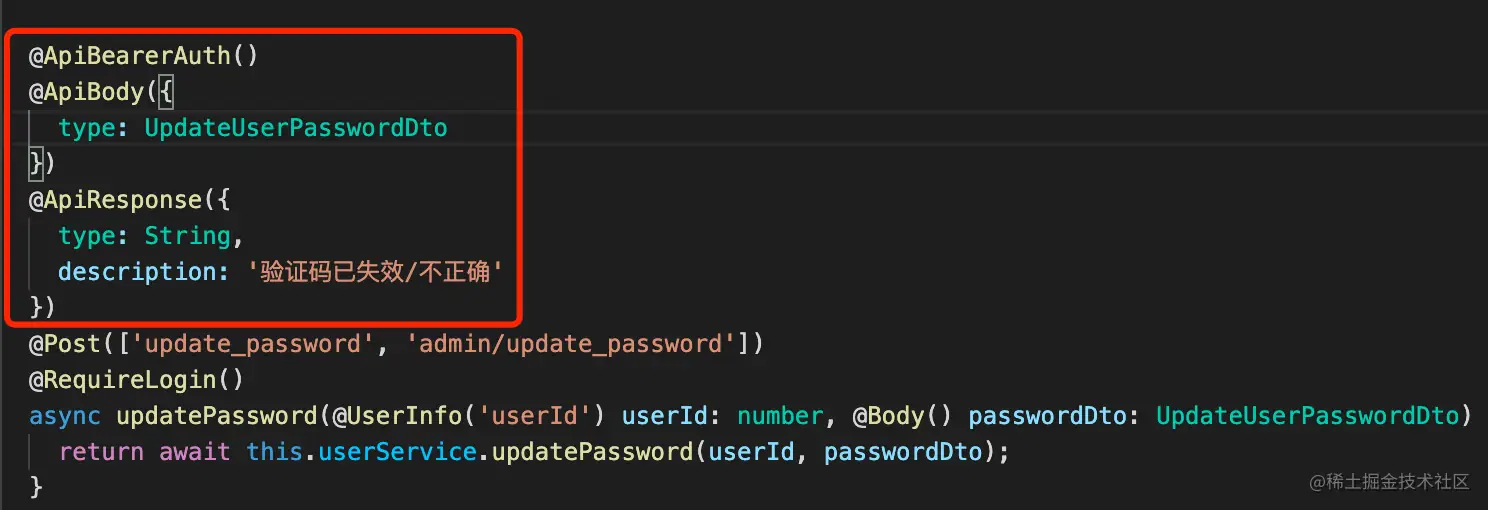 @ApiBearerAuth()
@ApiBody({
  type: UpdateUserPasswordDto
})
@ApiResponse({
  type: String,
  description: '验证码已失效/不正确'
})
@Post(['update_password', 'admin/update_password'])
@RequireLogin()
async updatePassword(@UserInfo('userId') userId: number, @Body() passwordDto: UpdateUserPasswordDto)
  return await this.userService.updatePassword(userId, passwordDto);
}
@稀土掘金技术社区